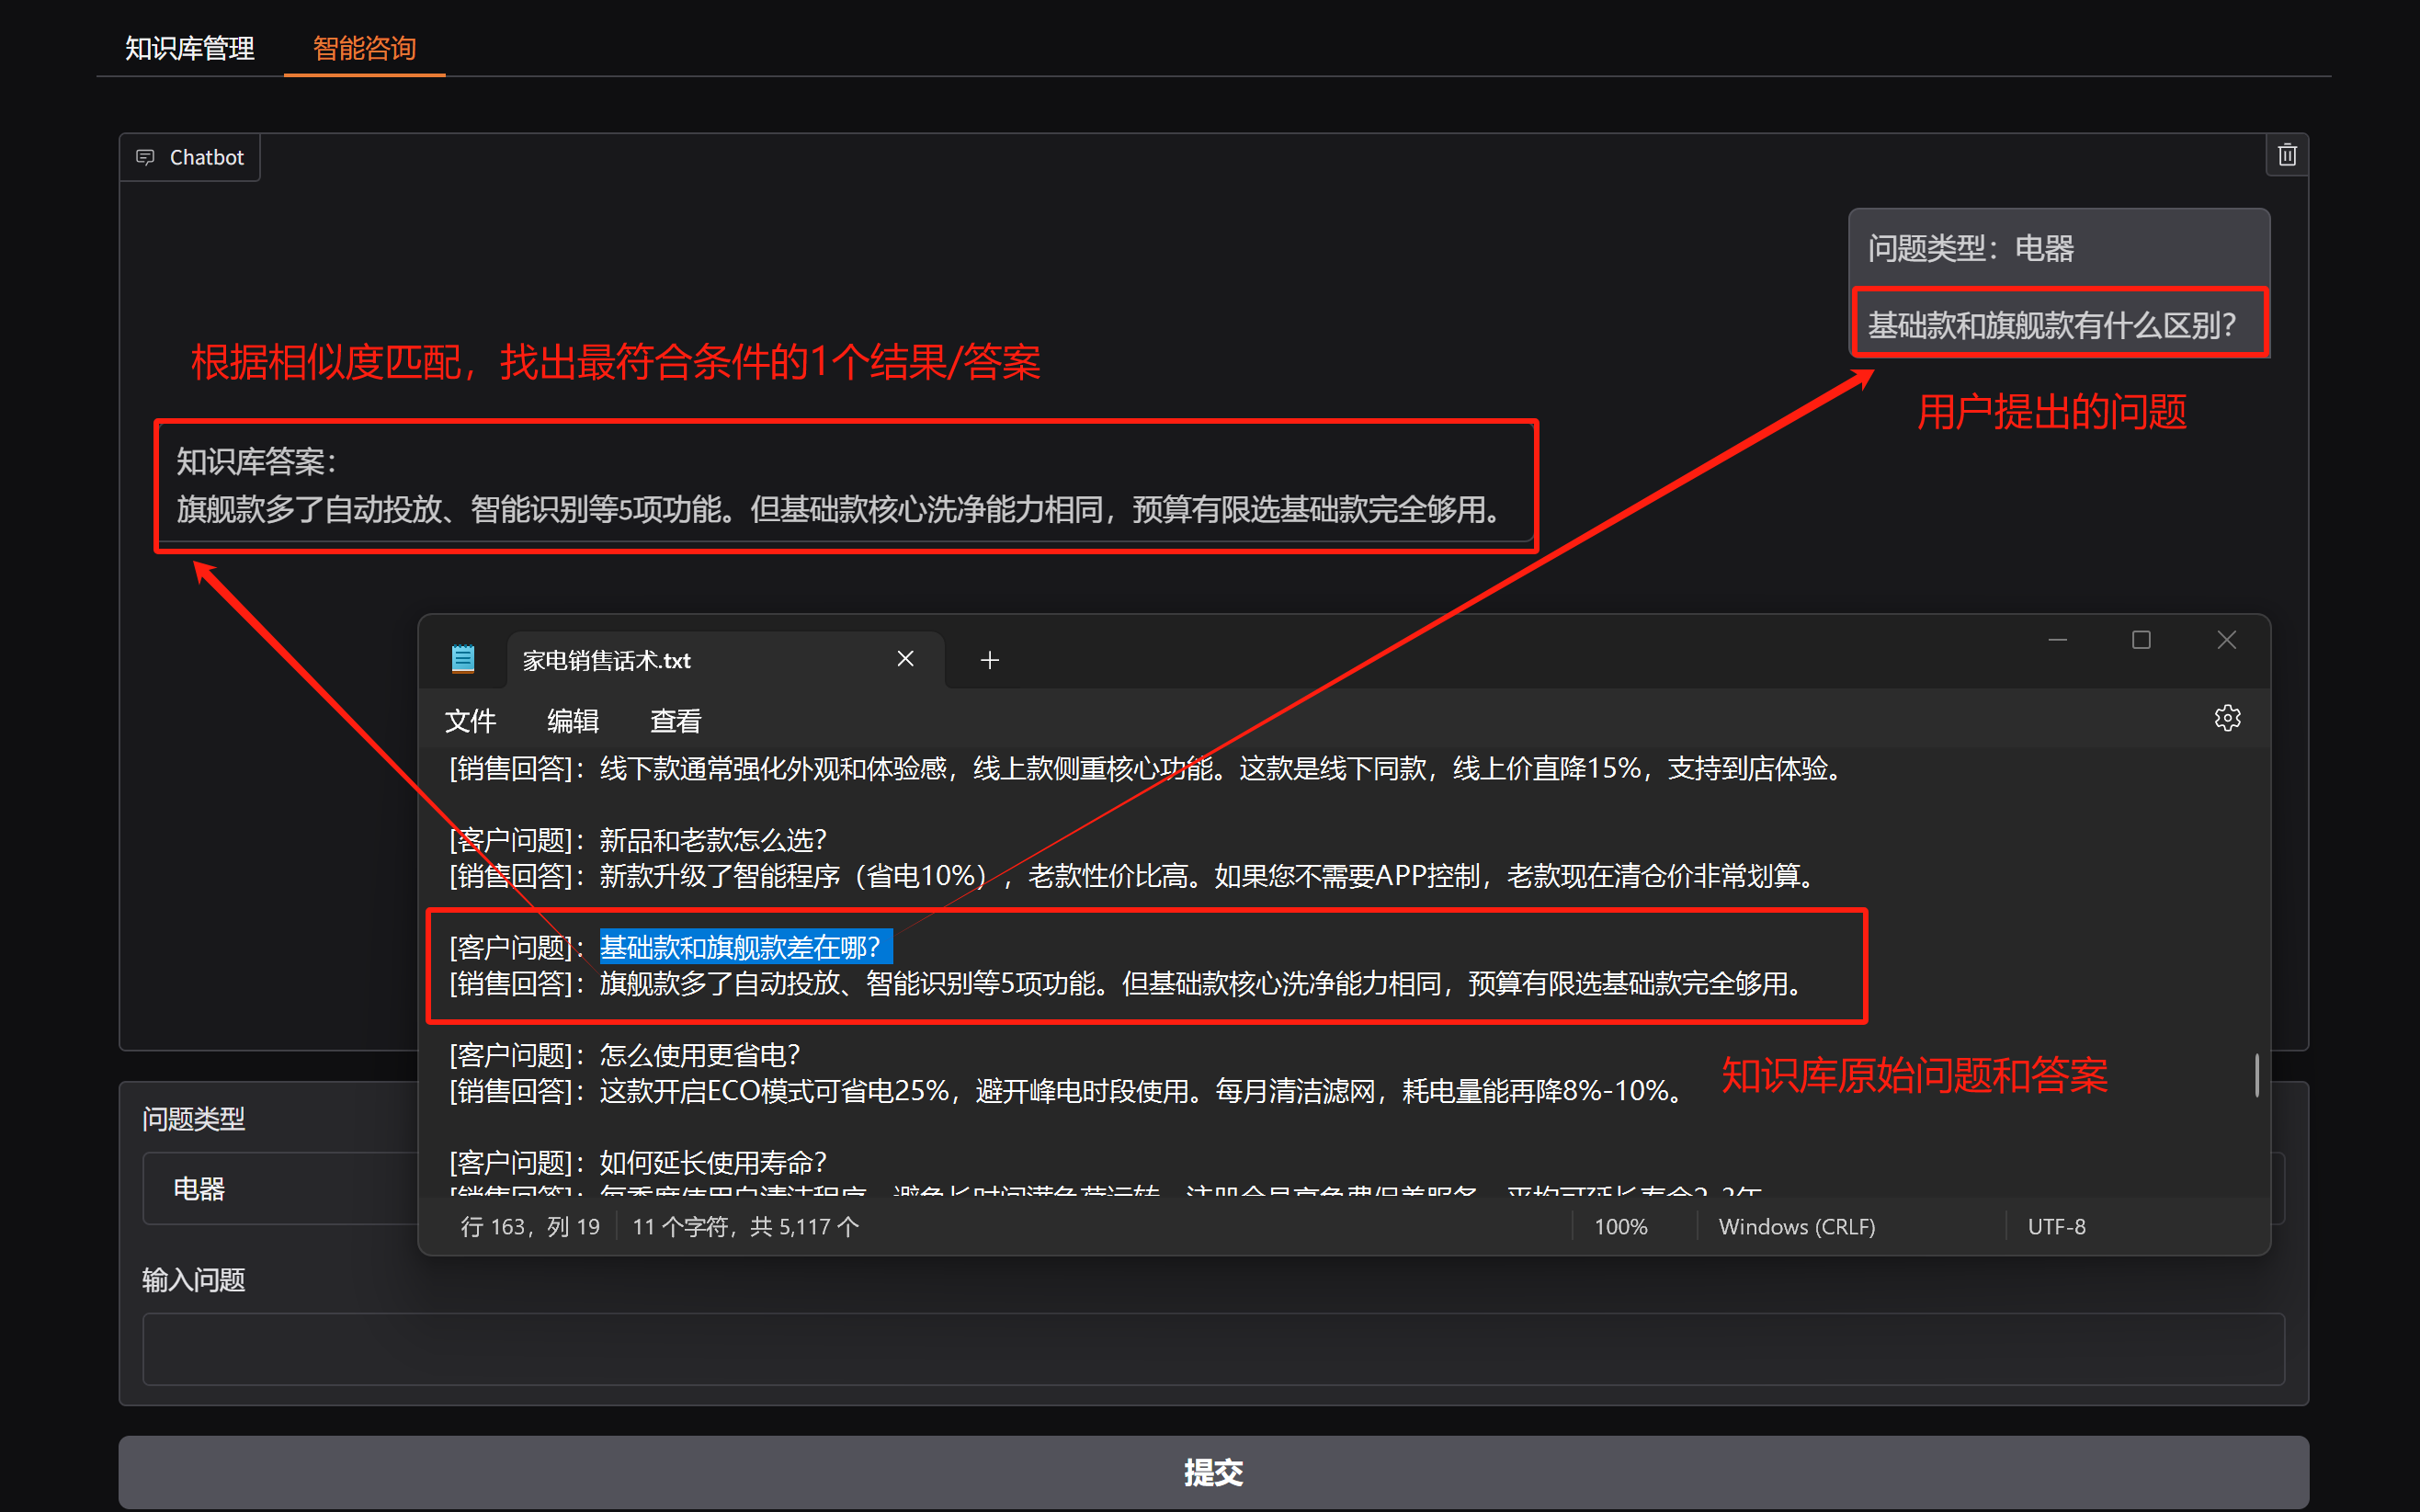 知识库管理
智能咨询
Chatbot
问题类型：电器
基础款和旗舰款有什么区别？
用户提出的问题
根据相似度匹配，找出最符合条件的1个结果/答案
知识库答案：
旗舰款多了自动投放、智能识别等5项功能。但基础款核心洗净能力相同，预算有限选基础款完全够用。
家电销售话术.txt
文件 编辑 查看
[销售回答]：线下款通常强化外观和体验感，线上款侧重核心功能。这款是线下同款，线上价直降15%，支持到店体验。
[客户问题]：新品和老款怎么选？
[销售回答]：新款升级了智能程序（省电10%），老款性价比高。如果您不需要APP控制，老款现在清仓价非常划算。
[客户问题]：基础款和旗舰款差在哪？
[销售回答]：旗舰款多了自动投放、智能识别等5项功能。但基础款核心洗净能力相同，预算有限选基础款完全够用。
[客户问题]：怎么使用更省电？
[销售回答]：这款开启ECO模式可省电25%，避开峰电时段使用。每月清洁滤网，耗电量能再降8%-10%。
知识库原始问题和答案
[客户问题]：如何延长使用寿命？
行 163，列 19
11 个字符，共 5,117 个
100%
Windows (CRLF)
UTF-8
问题类型
电器
输入问题
提交